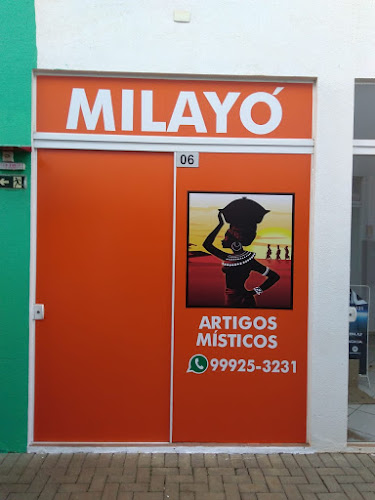 MILAYÓ
06
ARTIGOS
MÍSTICOS
99925-3231